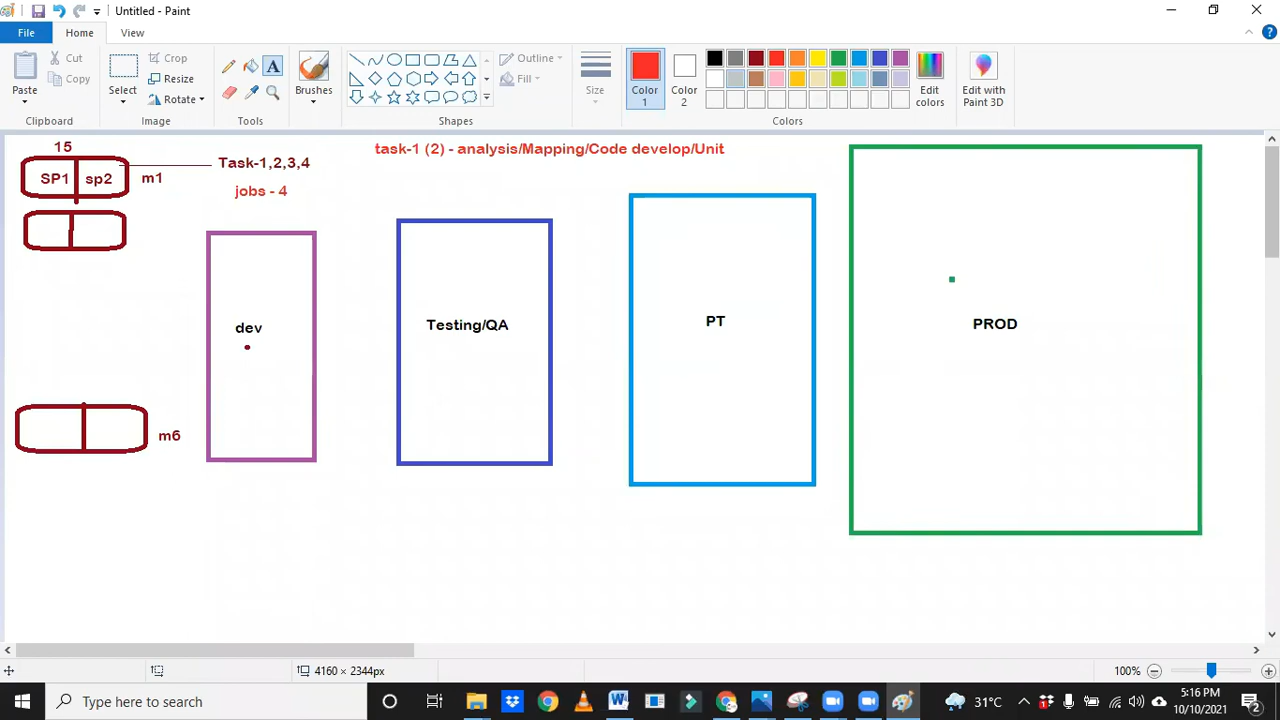 Untitled - Paint
File
Home
View
Paste
Cut
Copy
Clipboard
Select
Crop
Resize
Rotate
Image
Tools
Brushes
Shapes
Outline
Fill
Size
Color 1
Color 2
Edit colors
Colors
Edit with Paint 3D
15
SP1
sp2
m1
Task-1,2,3,4
jobs - 4
task-1 (2) - analysis/Mapping/Code develop/Unit
dev
Testing/QA
PT
PROD
m6
4160 × 2344px
100%
Type here to search
31°C
5:16 PM
10/10/2021
2